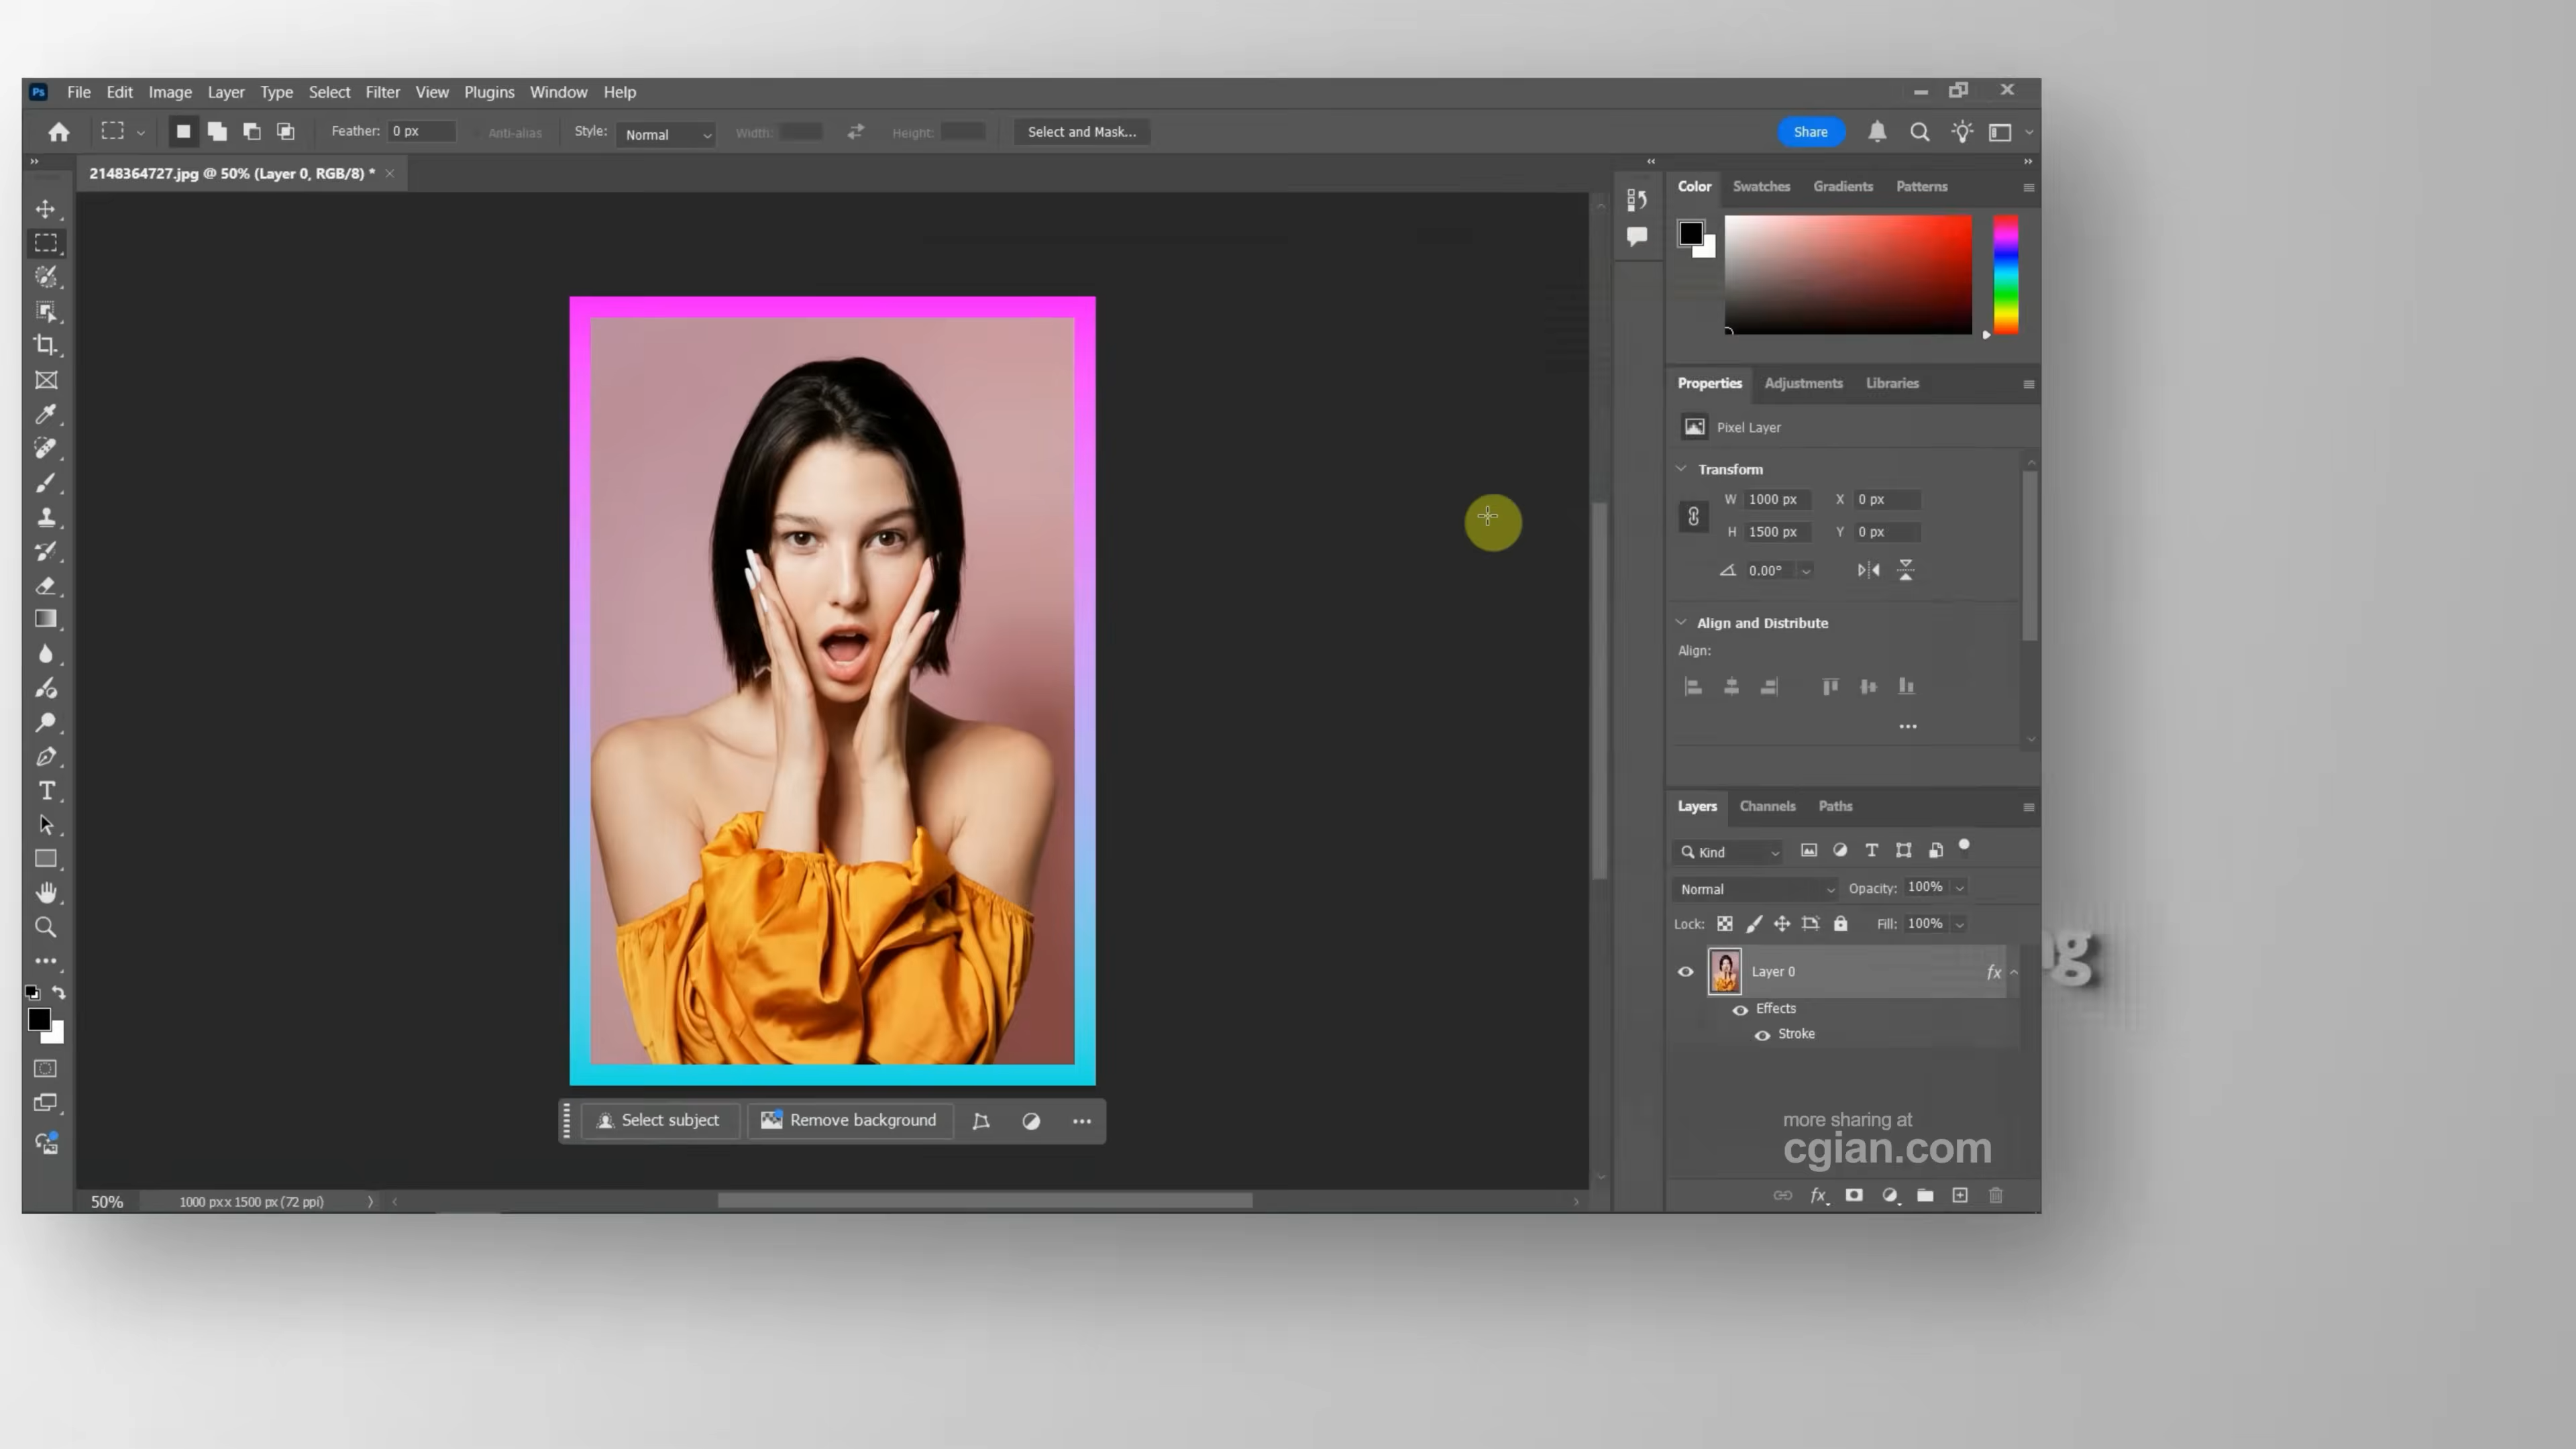 Ps File Edit Image Layer Type Select Filter View Plugins Window Help
Feather: 0 px Anti-alias Style: Normal Width: Height: Select and Mask... Share
2148364727.jpg @ 50% (Layer 0, RGB/8) *
Color Swatches Gradients Patterns
Properties Adjustments Libraries
Pixel Layer
Transform
W 1000 px X 0 px
H 1500 px Y 0 px
0.00°
Align and Distribute
Align:
Layers Channels Paths
Kind
Normal Opacity: 100%
Lock: Fill: 100%
Layer 0 fx
Effects
Stroke
Select subject Remove background
more sharing at
cgian.com
50% 1000 px x 1500 px (72 ppi)
fx